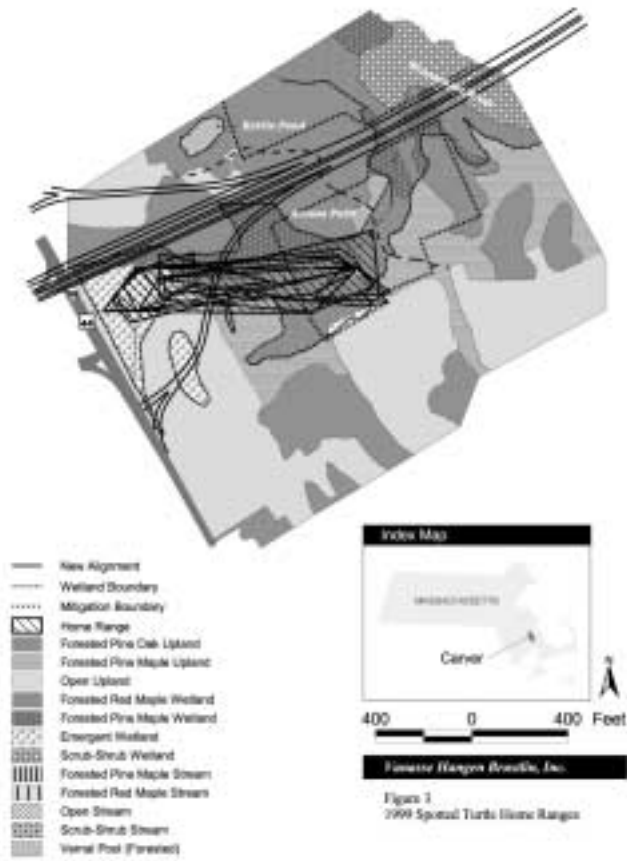 Kettle Pond
44
New Alignment
Wetland Boundary
Mitigation Boundary
Home Range
Forested Pine Oak Upland
Forested Pine Maple Upland
Open Upland
Forested Red Maple Wetland
Forested Pine Maple Wetland
Emergent Wetland
Scrub-Shrub Wetland
Forested Pine Maple Stream
Forested Red Maple Stream
Open Stream
Scrub-Shrub Stream
Vernal Pool (Forested)
Index Map
MASSACHUSETTS
Carver
N
400 0 400 Feet
Vanasse Hangen Brustlin, Inc.
Figure 3
1999 Spotted Turtle Home Ranges